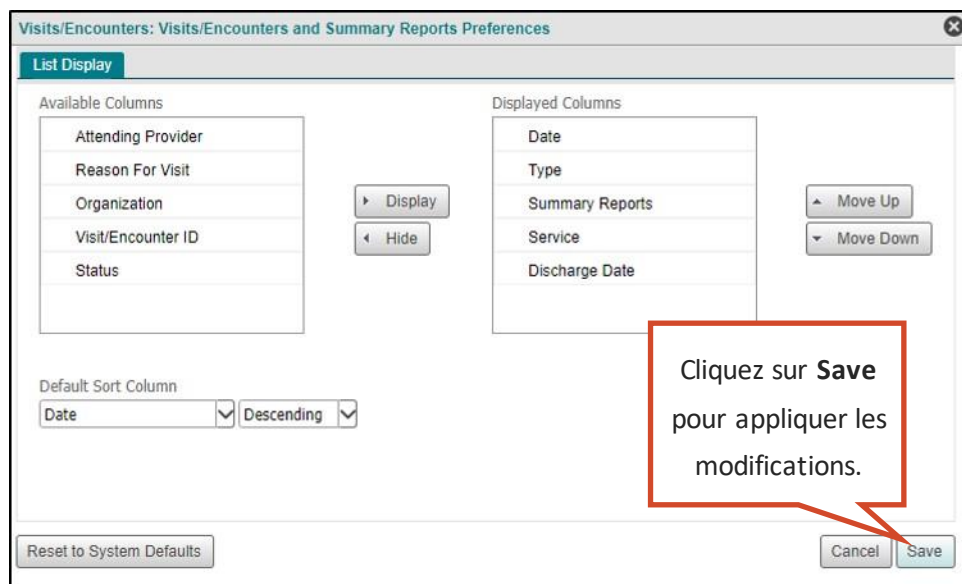 Visits/Encounters: Visits/Encounters and Summary Reports Preferences
List Display
Available Columns
Attending Provider
Reason For Visit
Organization
Visit/Encounter ID
Status
Display
Hide
Displayed Columns
Date
Type
Summary Reports
Service
Discharge Date
Move Up
Move Down
Default Sort Column
Date
Descending
Cliquez sur Save
pour appliquer les
modifications.
Reset to System Defaults
Cancel
Save